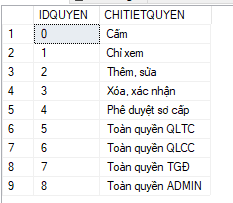 IDQUYEN CHITIETQUYEN
1 0 Cấm
2 1 Chỉ xem
3 2 Thêm, sửa
4 3 Xóa, xác nhận
5 4 Phê duyệt sơ cấp
6 5 Toàn quyền QLTC
7 6 Toàn quyền QLCC
8 7 Toàn quyền TGĐ
9 8 Toàn quyền ADMIN